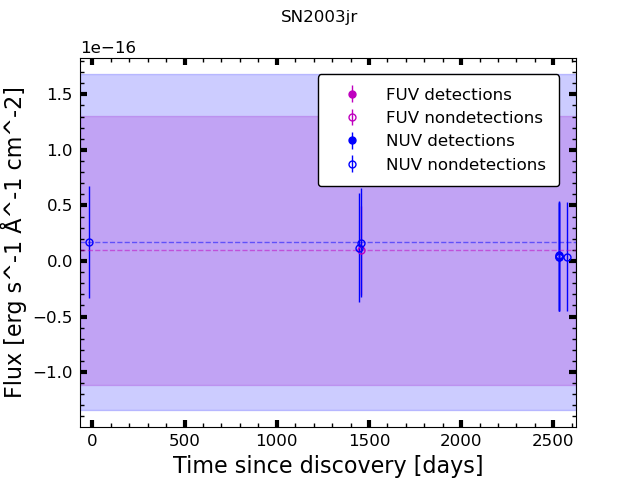 SN2003jr
1e−16
1.5
1.0
0.5
0.0
−0.5
−1.0
Flux [erg s^-1 Å^-1 cm^-2]
FUV detections
FUV nondetections
NUV detections
NUV nondetections
0 500 1000 1500 2000 2500
Time since discovery [days]